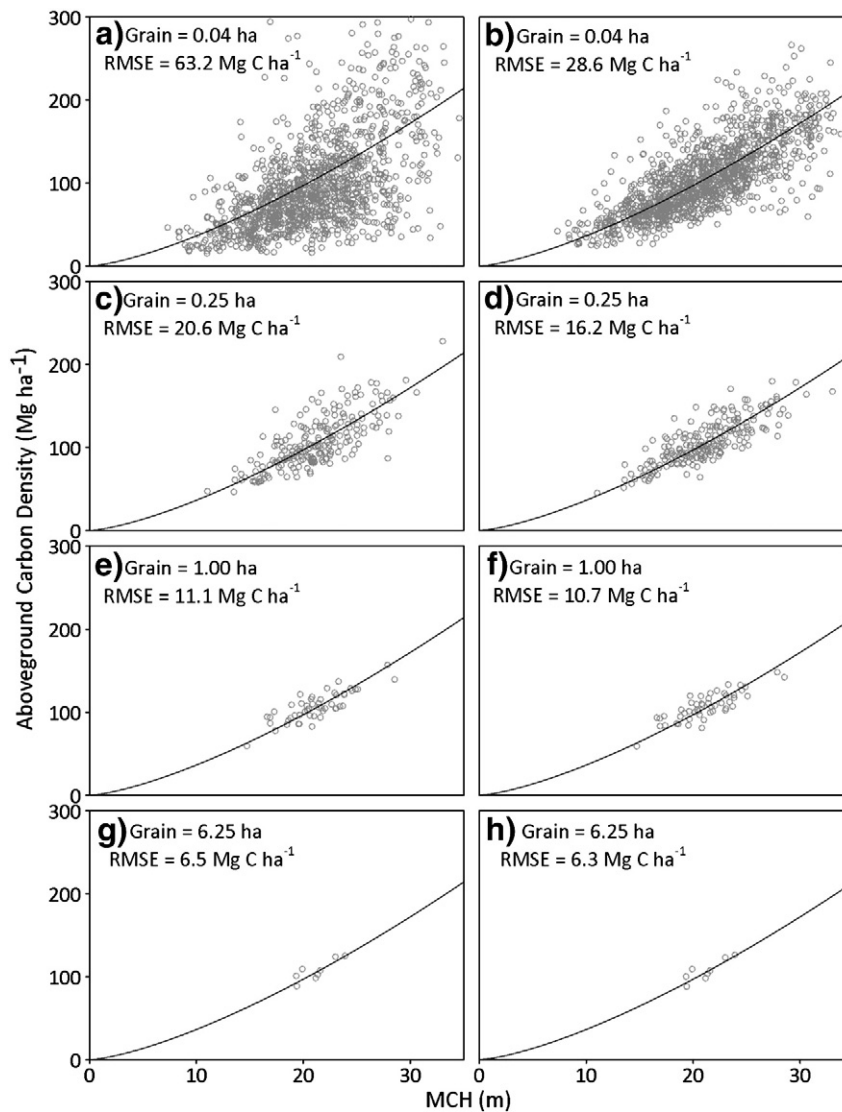 Aboveground Carbon Density (Mg ha⁻¹)
300
200
100
0
a) Grain = 0.04 ha
RMSE = 63.2 Mg C ha⁻¹
b) Grain = 0.04 ha
RMSE = 28.6 Mg C ha⁻¹
300
200
100
0
c) Grain = 0.25 ha
RMSE = 20.6 Mg C ha⁻¹
d) Grain = 0.25 ha
RMSE = 16.2 Mg C ha⁻¹
300
200
100
0
e) Grain = 1.00 ha
RMSE = 11.1 Mg C ha⁻¹
f) Grain = 1.00 ha
RMSE = 10.7 Mg C ha⁻¹
300
200
100
0
g) Grain = 6.25 ha
RMSE = 6.5 Mg C ha⁻¹
h) Grain = 6.25 ha
RMSE = 6.3 Mg C ha⁻¹
0 10 20 30
0 10 20 30
MCH (m)